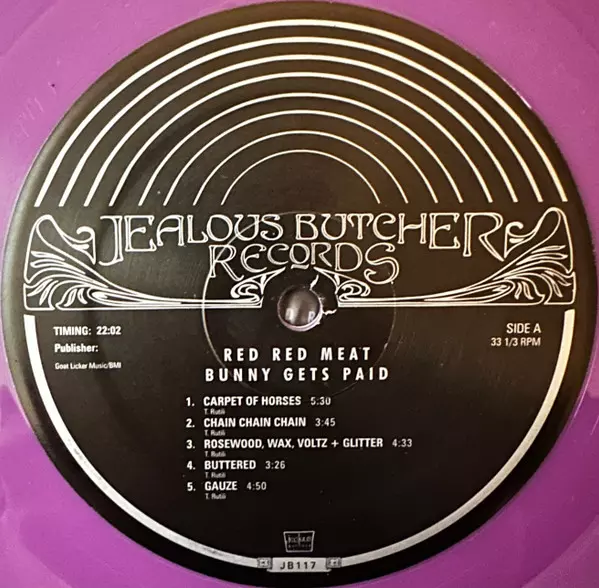 JEALOUS BUTCHER
RECORDS
TIMING: 22:02
Publisher:
Goat Licker Music/BMI
SIDE A
33 1/3 RPM
RED RED MEAT
BUNNY GETS PAID
1. CARPET OF HORSES 5:30
T. Rutili
2. CHAIN CHAIN CHAIN 3:45
T. Rutili
3. ROSEWOOD, WAX, VOLTZ + GLITTER 4:33
T. Rutili
4. BUTTERED 3:26
T. Rutili
5. GAUZE 4:50
T. Rutili
JB117